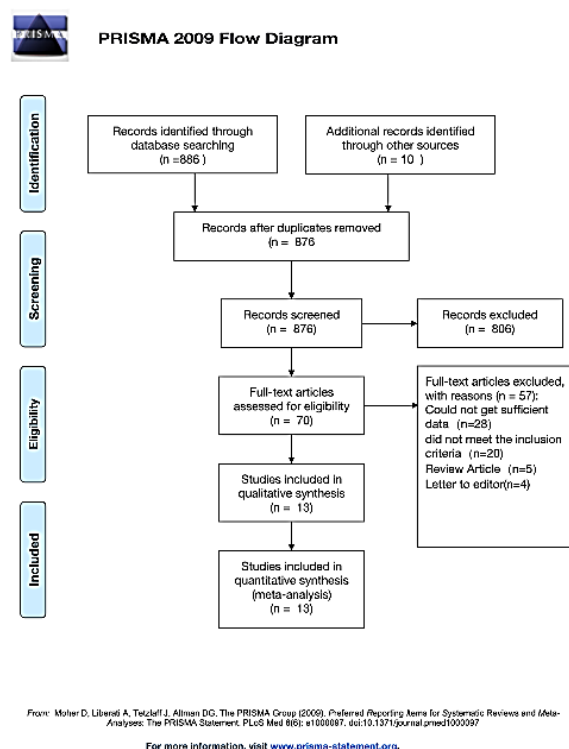 PRISMA
PRISMA 2009 Flow Diagram
Identification
Records identified through
database searching
(n =886 )
Additional records identified
through other sources
(n = 10 )
Records after duplicates removed
(n = 876
Screening
Records screened
(n = 876)
Records excluded
(n = 806)
Eligibility
Full-text articles
assessed for eligibility
(n = 70)
Full-text articles excluded,
with reasons (n = 57):
Could not get sufficient
data (n=28)
did not meet the inclusion
criteria (n=20)
Review Article (n=5)
Letter to editor(n=4)
Studies included in
qualitative synthesis
(n = 13)
Included
Studies included in
quantitative synthesis
(meta-analysis)
(n = 13)
From: Moher D, Liberati A, Tetzlaff J, Altman DG, The PRISMA Group (2009). Preferred Reporting Items for Systematic Reviews and Meta-
Analyses: The PRISMA Statement. PLoS Med 6(6): e1000097. doi:10.1371/journal.pmed1000097
For more information, visit www.prisma-statement.org.